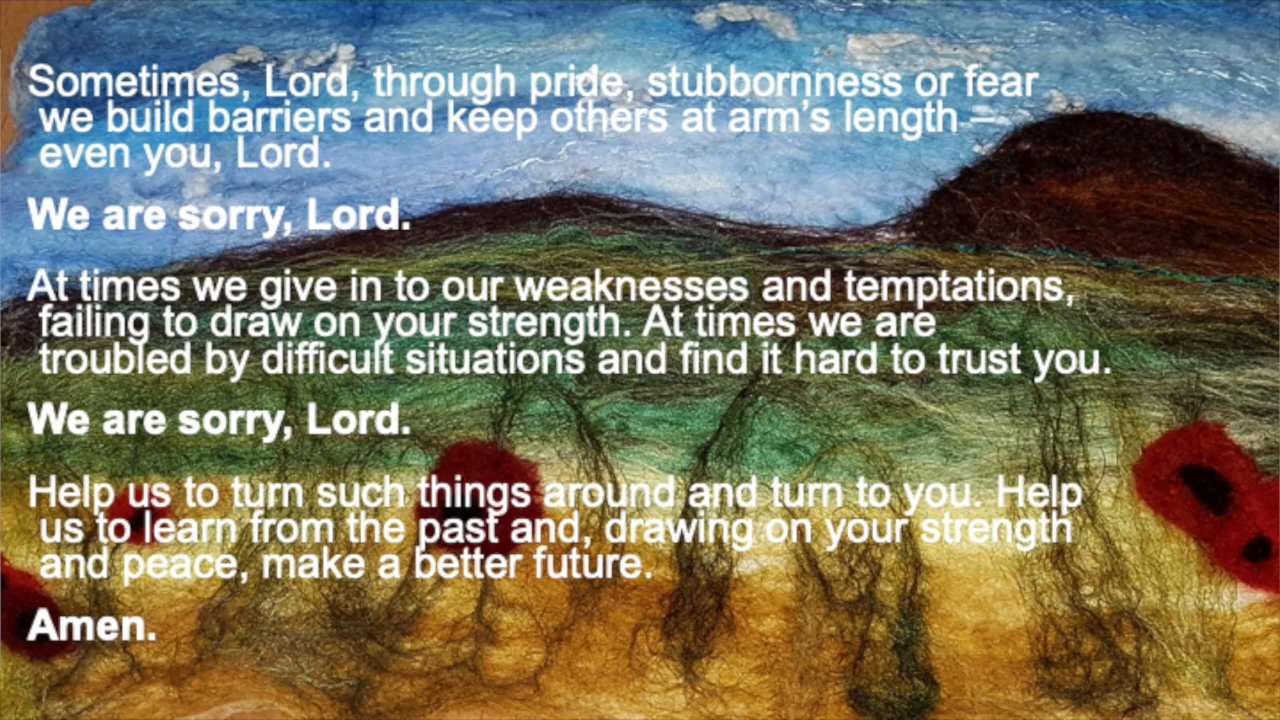 Sometimes, Lord, through pride, stubbornness or fear
we build barriers and keep others at arm’s length –
even you, Lord.
We are sorry, Lord.
At times we give in to our weaknesses and temptations,
failing to draw on your strength. At times we are
troubled by difficult situations and find it hard to trust you.
We are sorry, Lord.
Help us to turn such things around and turn to you. Help
us to learn from the past and, drawing on your strength
and peace, make a better future.
Amen.